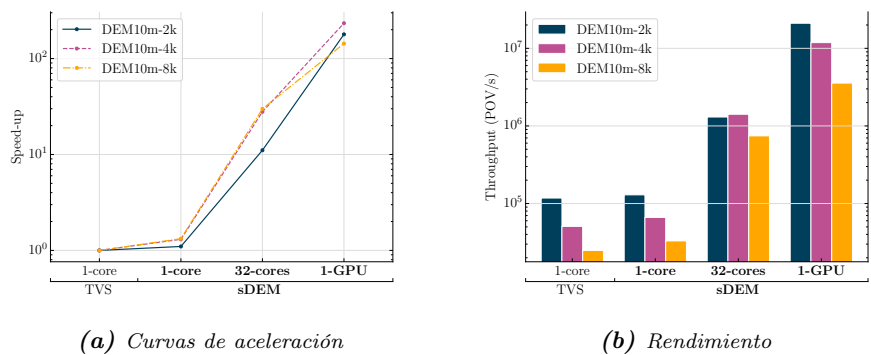 DEM10m-2k
DEM10m-4k
DEM10m-8k
Speed-up
10²
10¹
10⁰
1-core
1-core
32-cores
1-GPU
TVS
sDEM
(a) Curvas de aceleración
DEM10m-2k
DEM10m-4k
DEM10m-8k
Throughput (POV/s)
10⁷
10⁶
10⁵
1-core
1-core
32-cores
1-GPU
TVS
sDEM
(b) Rendimiento